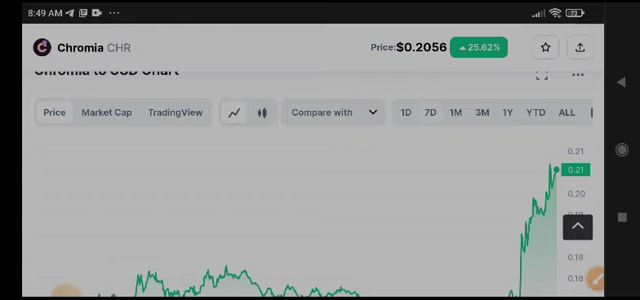 8:49 AM ...
73
Chromia CHR
Price:$0.2056 25.62%
Chromia to USD Chart
Price Market Cap TradingView Compare with 1D 7D 1M 3M 1Y YTD ALL
0.21
0.21
0.20
0.19
0.18
0.18